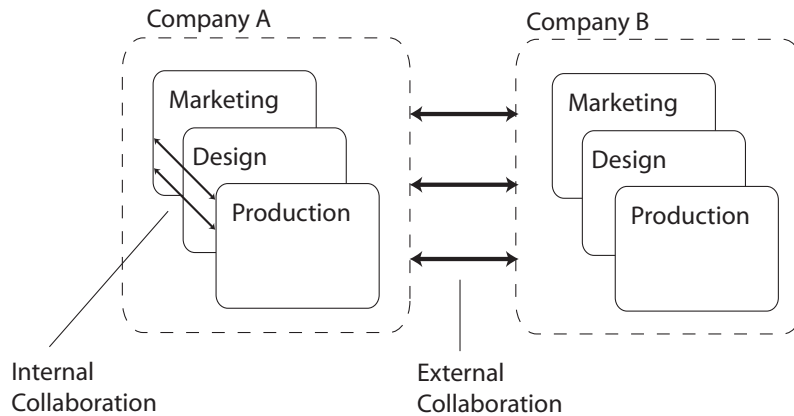 Company A
Company B
Marketing
Design
Production
Marketing
Design
Production
Internal
Collaboration
External
Collaboration